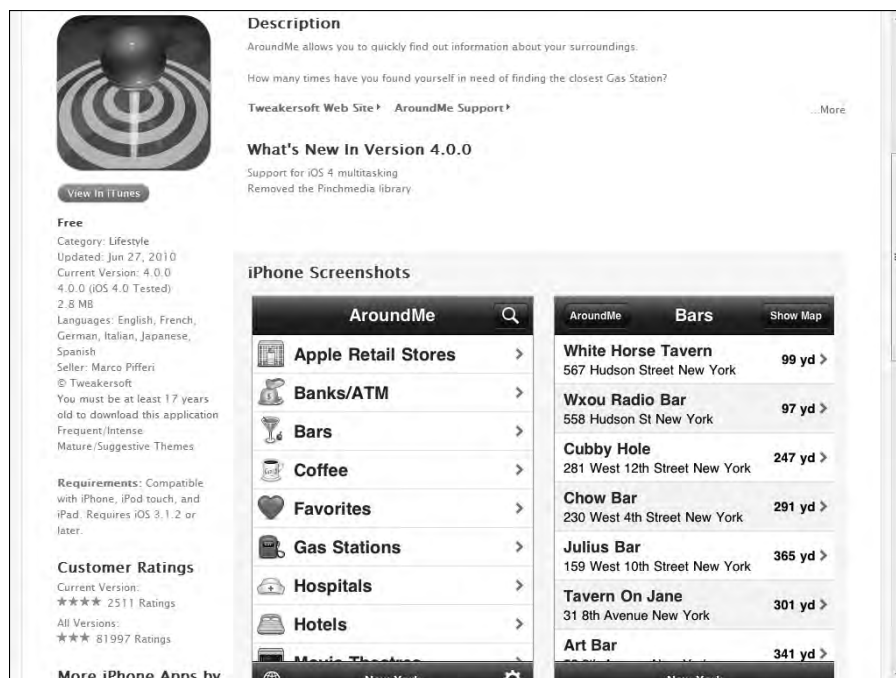 Description
AroundMe allows you to quickly find out information about your surroundings.
How many times have you found yourself in need of finding the closest Gas Station?
Tweakersoft Web Site
AroundMe Support
...More
What's New In Version 4.0.0
Support for iOS 4 multitasking
Removed the Pinchmedia library
View In iTunes
Free
Category: Lifestyle
Updated: Jun 27, 2010
Current Version: 4.0.0
4.0.0 (iOS 4.0 Tested)
2.8 MB
Languages: English, French,
German, Italian, Japanese,
Spanish
Seller: Marco Pifferi
© Tweakersoft
You must be at least 17 years
old to download this application
Frequent/Intense
Mature/Suggestive Themes
Requirements: Compatible
with iPhone, iPod touch, and
iPad. Requires iOS 3.1.2 or
later.
Customer Ratings
Current Version:
★★★★ 2511 Ratings
All Versions:
★★★ 81997 Ratings
More iPhone Apps by
iPhone Screenshots
AroundMe
Apple Retail Stores
Banks/ATM
Bars
Coffee
Favorites
Gas Stations
Hospitals
Hotels
Movie Theatres
New York
AroundMe
Bars
Show Map
White Horse Tavern
567 Hudson Street New York
99 yd
Wxou Radio Bar
558 Hudson St New York
97 yd
Cubby Hole
281 West 12th Street New York
247 yd
Chow Bar
230 West 4th Street New York
291 yd
Julius Bar
159 West 10th Street New York
365 yd
Tavern On Jane
31 8th Avenue New York
301 yd
Art Bar
341 yd
New York